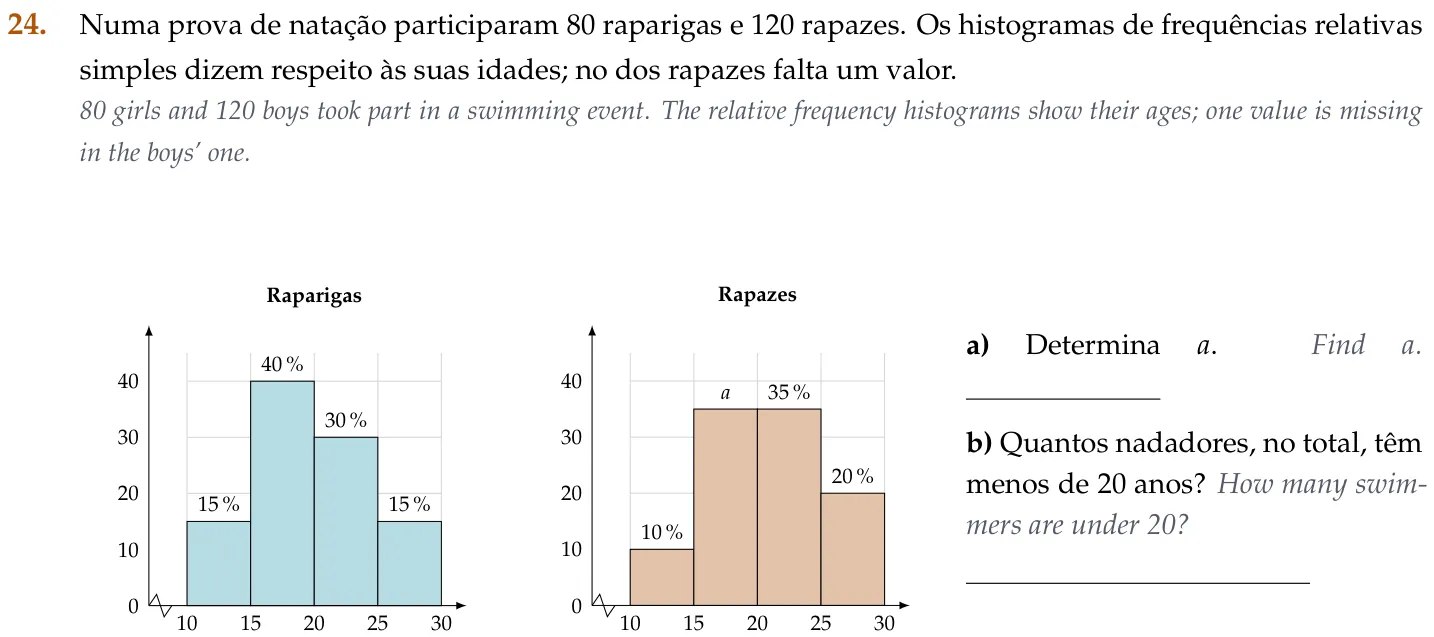 24. Numa prova de natação participaram 80 raparigas e 120 rapazes. Os histogramas de frequências relativas
simples dizem respeito às suas idades; no dos rapazes falta um valor.
80 girls and 120 boys took part in a swimming event. The relative frequency histograms show their ages; one value is missing
in the boys’ one.
Raparigas
40 %
30 %
15 %
15 %
40
30
20
10
0
10 15 20 25 30
Rapazes
a
35 %
20 %
10 %
40
30
20
10
0
10 15 20 25 30
a) Determina a. Find a.
b) Quantos nadadores, no total, têm
menos de 20 anos? How many swim-
mers are under 20?